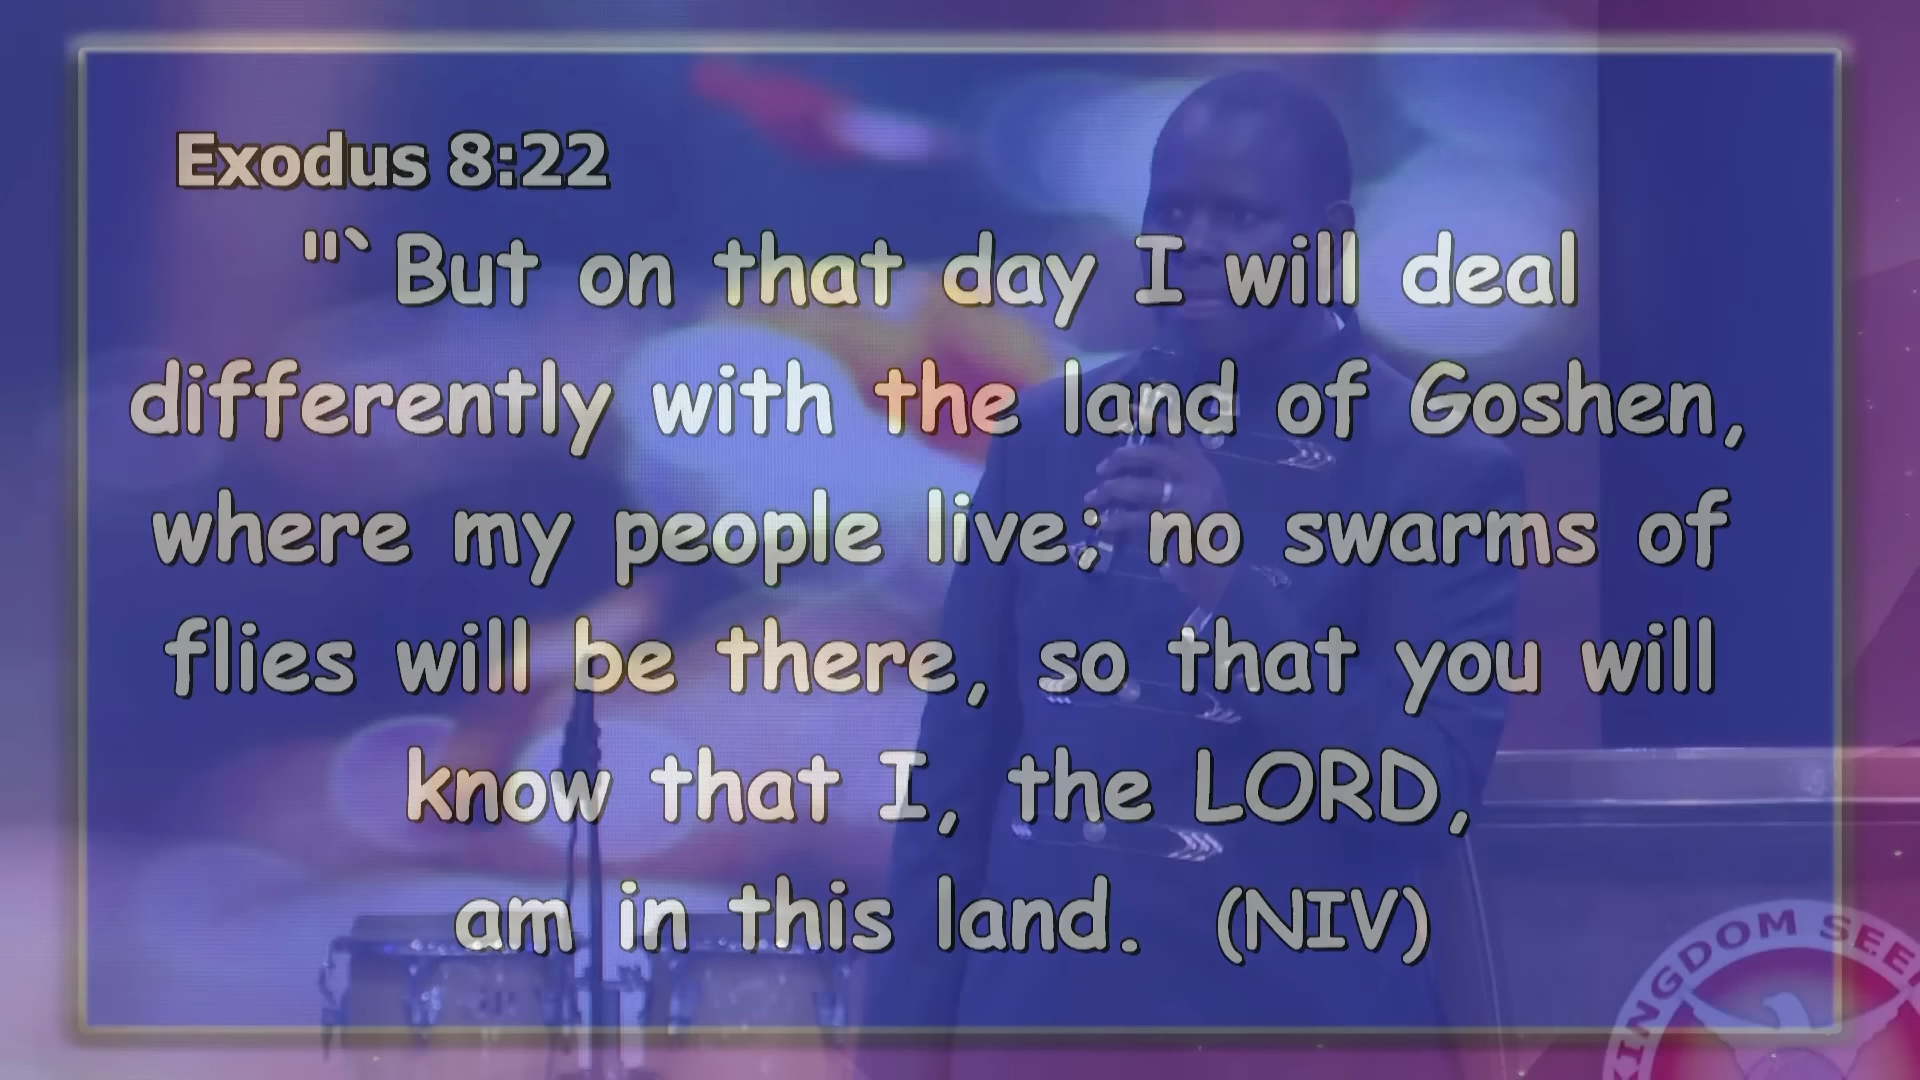 Exodus 8:22
"` But on that day I will deal
differently with the land of Goshen,
where my people live; no swarms of
flies will be there, so that you will
know that I, the LORD,
am in this land. (NIV)
KINGDOM SEE